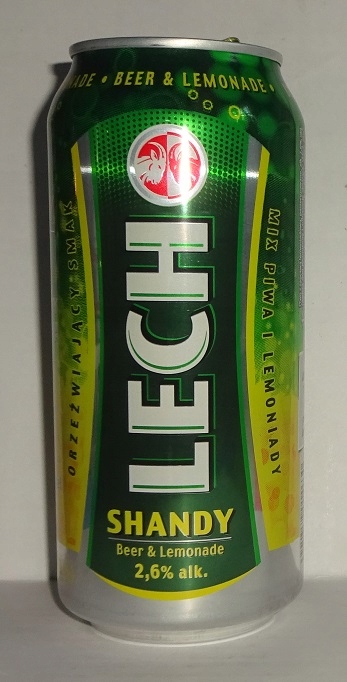 ADE • BEER & LEMONADE •
ORZEŹWIAJĄCY SMAK
LECH
MIX PIWA I LEMONIADY
SHANDY
Beer & Lemonade
2,6% alk.